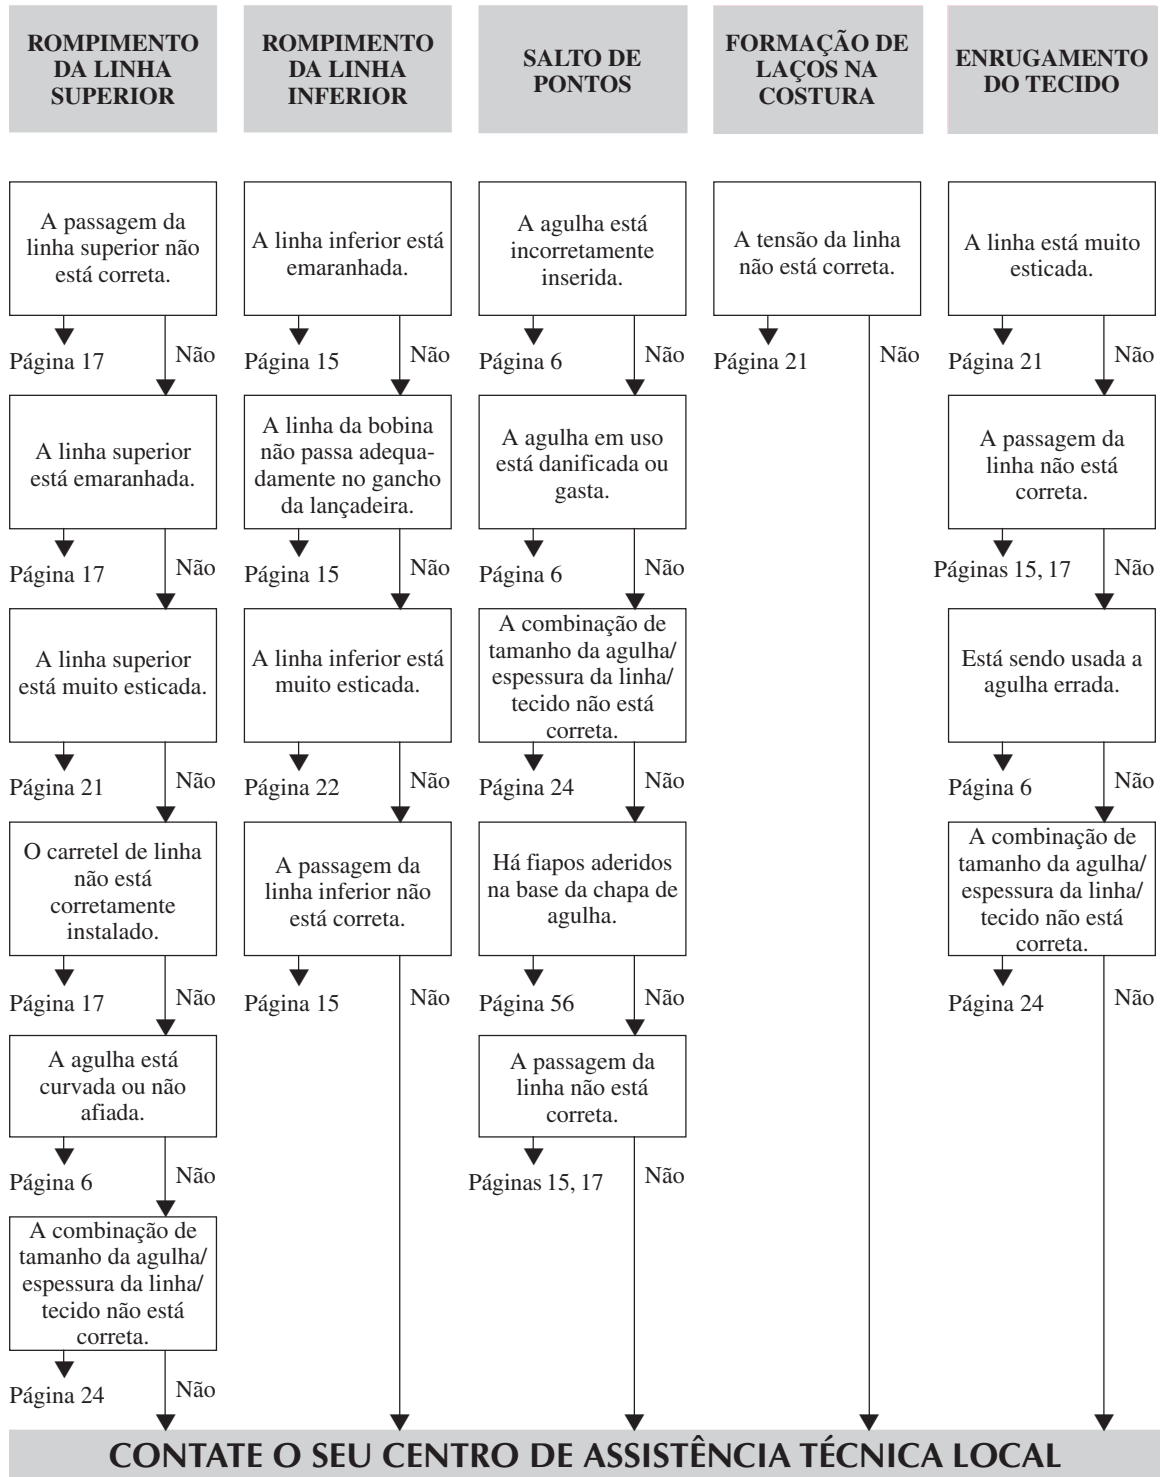 ROMPIMENTO
DA LINHA
SUPERIOR
A passagem da
linha superior não
está correta.
Página 17
Não
A linha superior
está emaranhada.
Página 17
Não
A linha superior
está muito esticada.
Página 21
Não
O carretel de linha
não está
corretamente
instalado.
Página 17
Não
A agulha está
curvada ou não
afiada.
Página 6
Não
A combinação de
tamanho da agulha/
espessura da linha/
tecido não está
correta.
Página 24
Não
ROMPIMENTO
DA LINHA
INFERIOR
A linha inferior está
emaranhada.
Página 15
Não
A linha da bobina
não passa adequa-
damente no gancho
da lançadeira.
Página 15
Não
A linha inferior está
muito esticada.
Página 22
Não
A passagem da
linha inferior não
está correta.
Página 15
Não
SALTO DE
PONTOS
A agulha está
incorretamente
inserida.
Página 6
Não
A agulha em uso
está danificada ou
gasta.
Página 6
Não
A combinação de
tamanho da agulha/
espessura da linha/
tecido não está
correta.
Página 24
Não
Há fiapos aderidos
na base da chapa de
agulha.
Página 56
Não
A passagem da
linha não está
correta.
Páginas 15, 17
Não
FORMAÇÃO DE
LAÇOS NA
COSTURA
A tensão da linha
não está correta.
Página 21
Não
ENRUGAMENTO
DO TECIDO
A linha está muito
esticada.
Página 21
Não
A passagem da
linha não está
correta.
Páginas 15, 17
Não
Está sendo usada a
agulha errada.
Página 6
Não
A combinação de
tamanho da agulha/
espessura da linha/
tecido não está
correta.
Página 24
Não
CONTATE O SEU CENTRO DE ASSISTÊNCIA TÉCNICA LOCAL